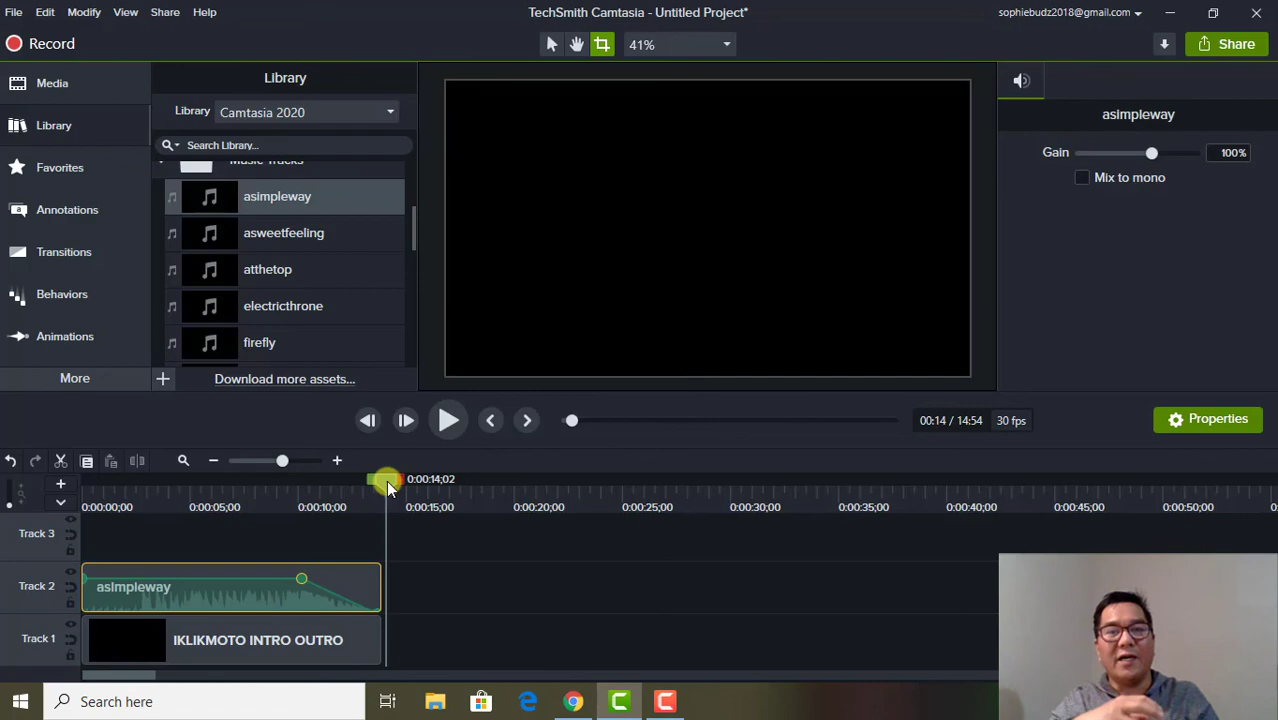 File Edit Modify View Share Help
TechSmith Camtasia - Untitled Project*
sophiebudz2018@gmail.com
Record
41%
Share
Media
Library
Favorites
Annotations
Transitions
Behaviors
Animations
More
Library
Library Camtasia 2020
Search Library...
Music Tracks
asimpleway
asweetfeeling
atthetop
electricthrone
firefly
Download more assets...
asimpleway
Gain 100%
Mix to mono
00:14 / 14:54 30 fps
Properties
0:00:14;02
0:00:00;00 0:00:05;00 0:00:10;00 0:00:15;00 0:00:20;00 0:00:25;00 0:00:30;00 0:00:35;00 0:00:40;00 0:00:45;00 0:00:50;00
Track 3
Track 2
asimpleway
Track 1
IKLIKMOTO INTRO OUTRO
Search here